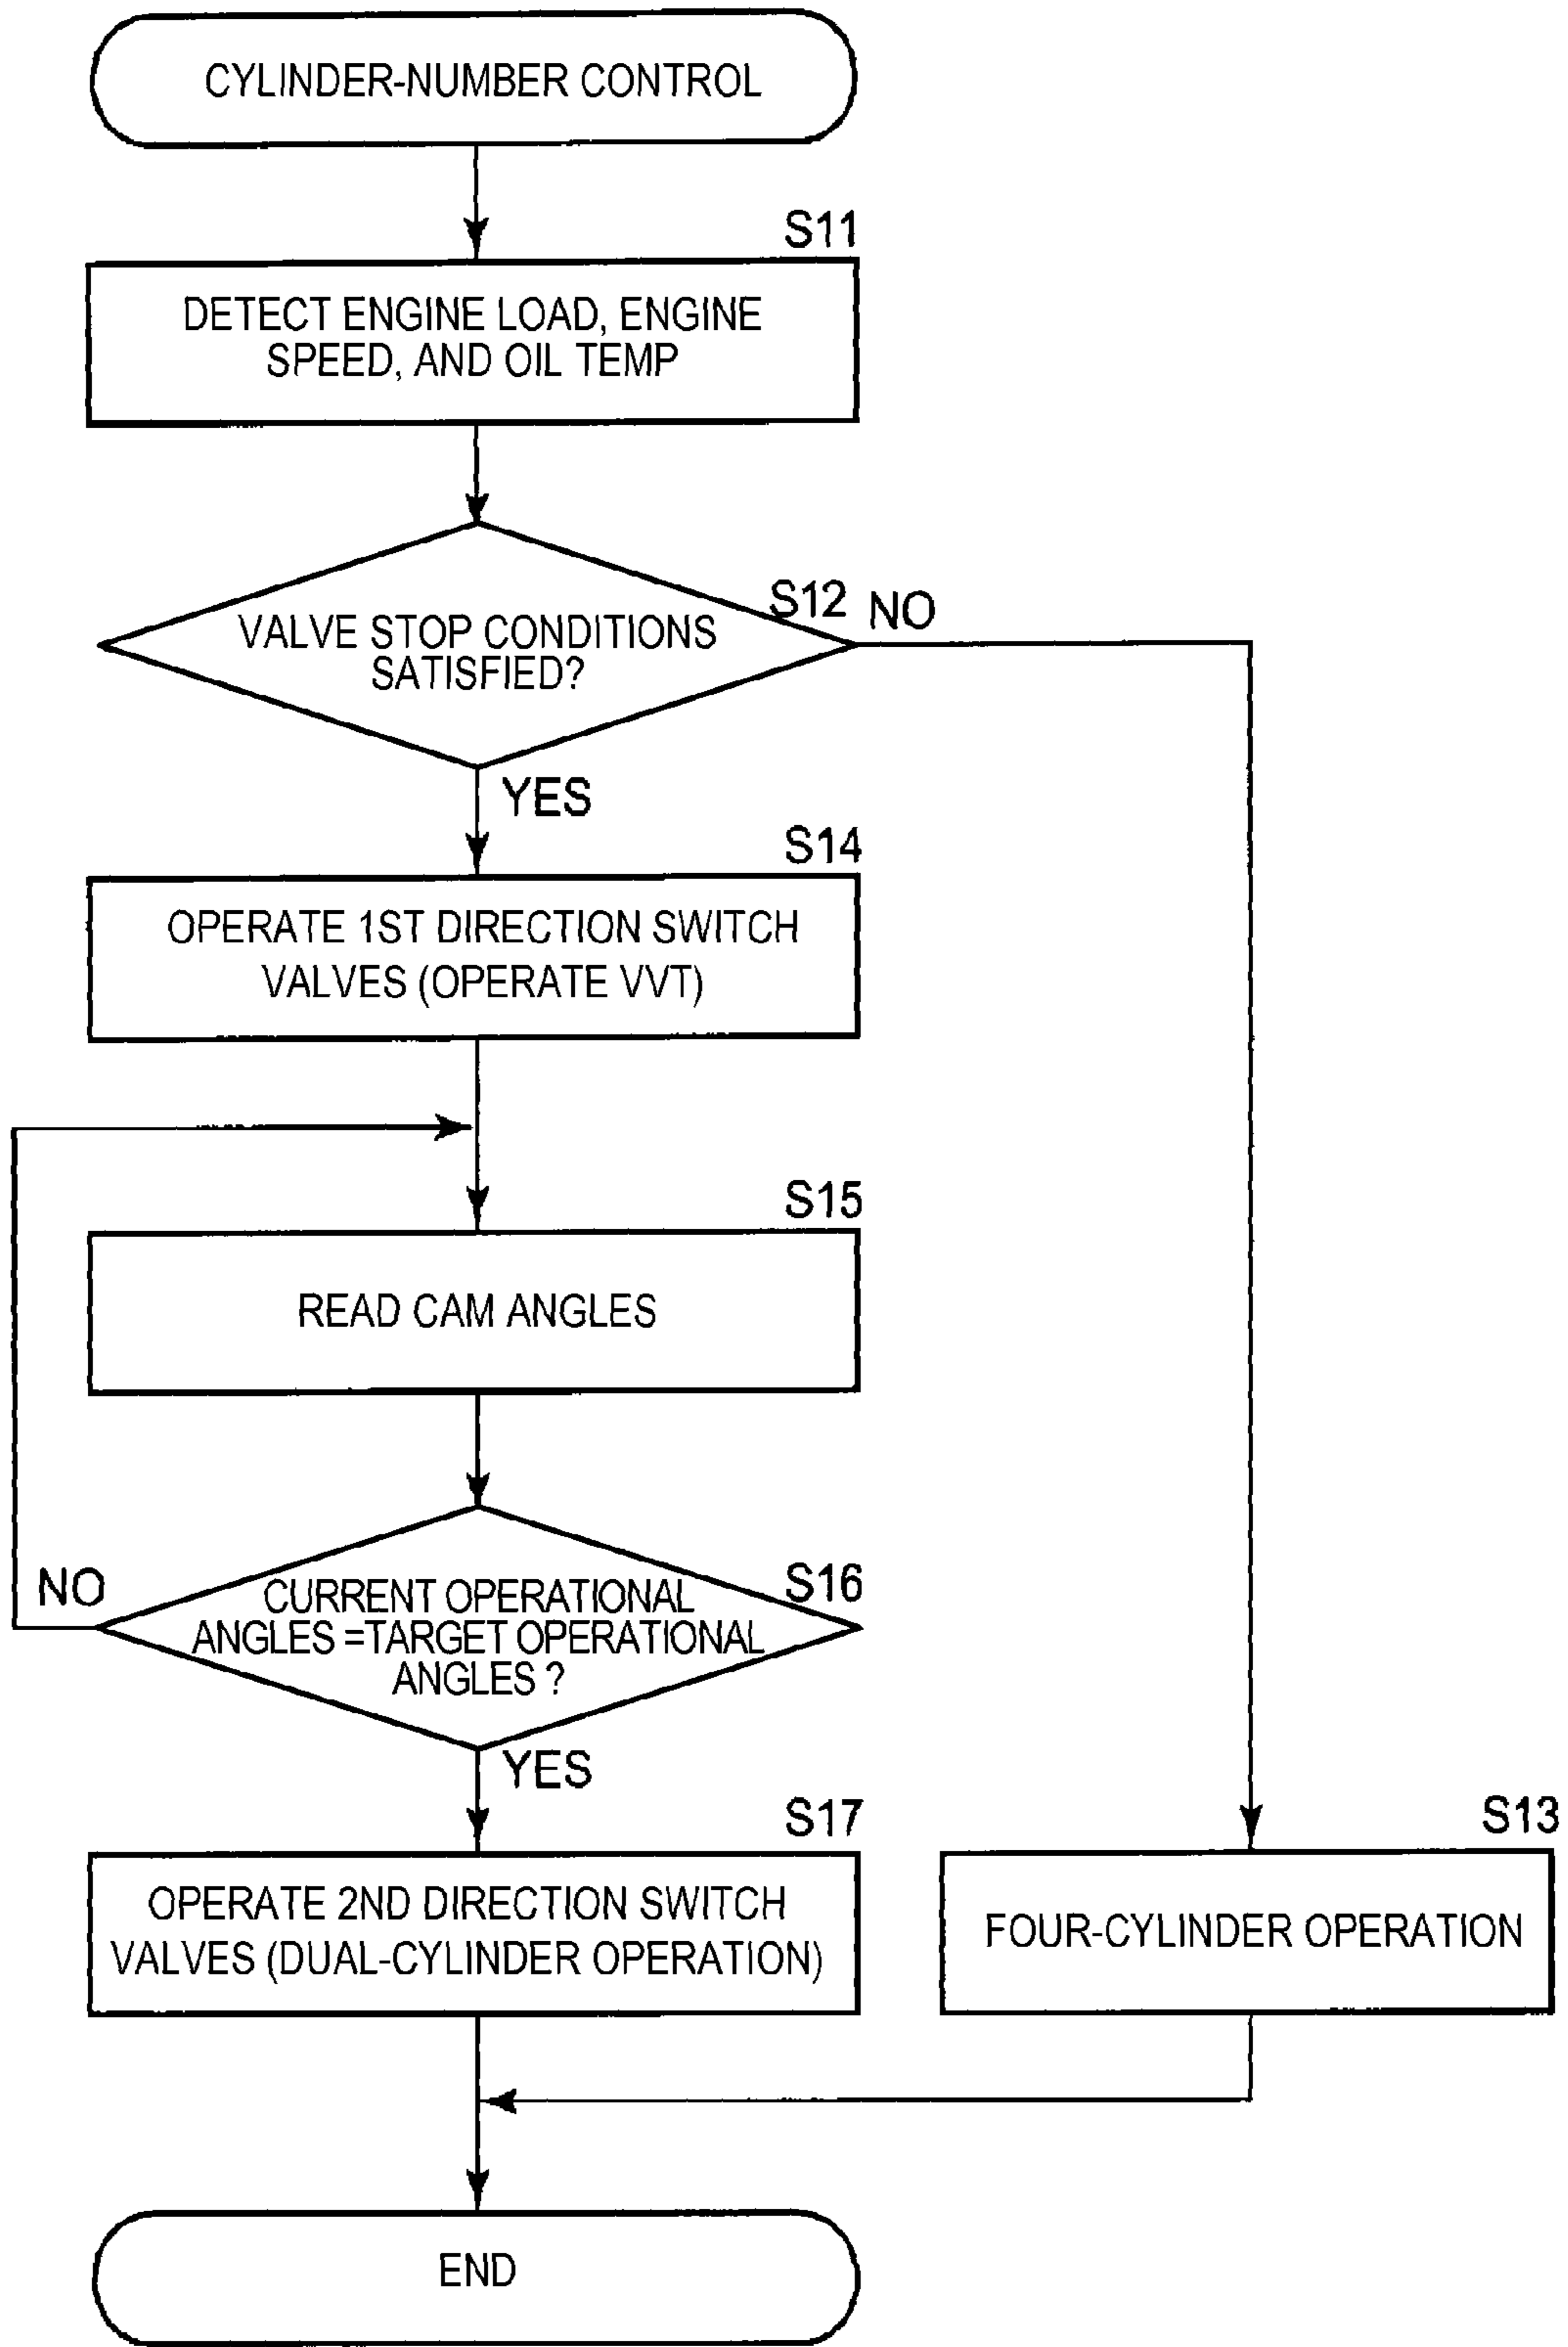 CYLINDER-NUMBER CONTROL
S11
DETECT ENGINE LOAD, ENGINE
SPEED, AND OIL TEMP
S12
NO
VALVE STOP CONDITIONS
SATISFIED?
YES
S14
OPERATE 1ST DIRECTION SWITCH
VALVES (OPERATE VVT)
S15
READ CAM ANGLES
NO
S16
CURRENT OPERATIONAL
ANGLES =TARGET OPERATIONAL
ANGLES ?
YES
S17
OPERATE 2ND DIRECTION SWITCH
VALVES (DUAL-CYLINDER OPERATION)
S13
FOUR-CYLINDER OPERATION
END